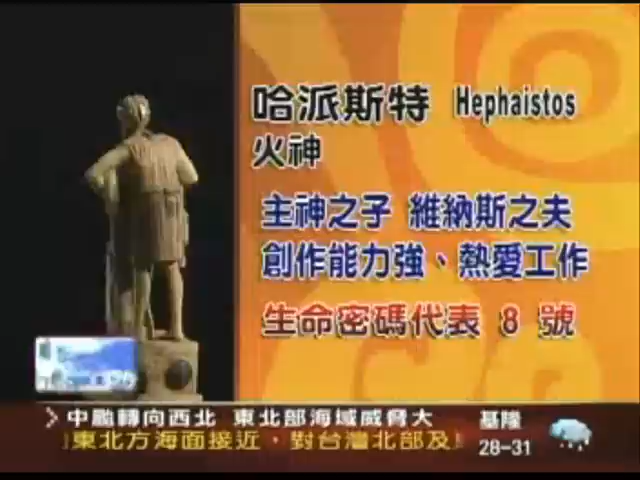 哈派斯特 Hephaistos
火神
主神之子 維納斯之夫
創作能力強、熱愛工作
生命密碼代表 8 號
中颱轉向西北 東北部海域威脅大
東北方海面接近，對台灣北部及
基隆
28-31